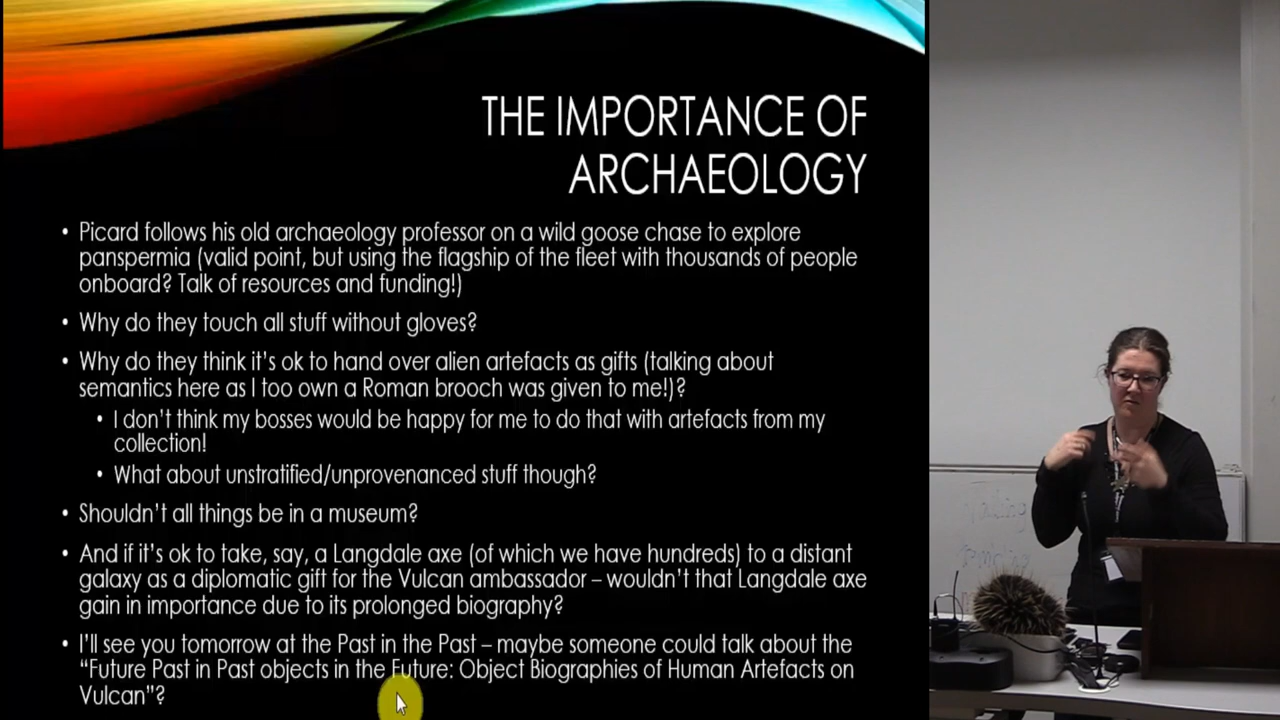 THE IMPORTANCE OF
ARCHAEOLOGY
• Picard follows his old archaeology professor on a wild goose chase to explore
panspermia (valid point, but using the flagship of the fleet with thousands of people
onboard? Talk of resources and funding!)
• Why do they touch all stuff without gloves?
• Why do they think it's ok to hand over alien artefacts as gifts (talking about
semantics here as I too own a Roman brooch was given to me!)?
• I don't think my bosses would be happy for me to do that with artefacts from my
collection!
• What about unstratified/unprovenanced stuff though?
• Shouldn't all things be in a museum?
• And if it's ok to take, say, a Langdale axe (of which we have hundreds) to a distant
galaxy as a diplomatic gift for the Vulcan ambassador – wouldn't that Langdale axe
gain in importance due to its prolonged biography?
• I'll see you tomorrow at the Past in the Past – maybe someone could talk about the
"Future Past in Past objects in the Future: Object Biographies of Human Artefacts on
Vulcan"?